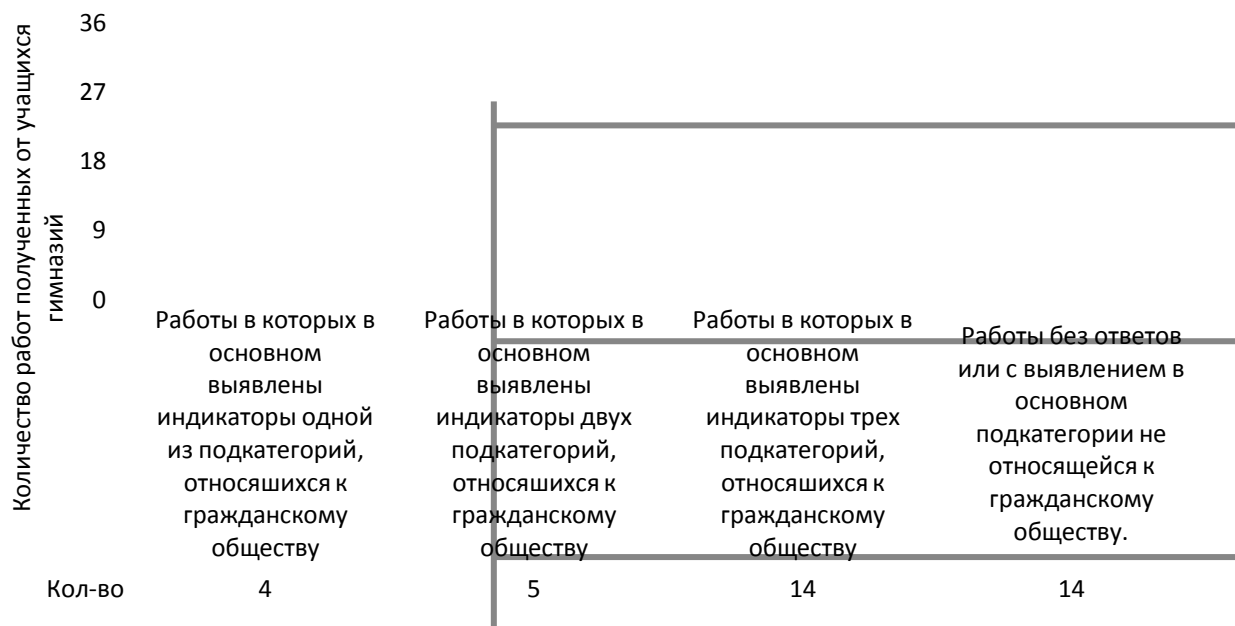 Количество работ полученных от учащихся
гимназий
36
27
18
9
0
Работы в которых в
основном
выявлены
индикаторы одной
из подкатегорий,
относяшихся к
гражданскому
обществу
Работы в которых в
основном
выявлены
индикаторы двух
подкатегорий,
относяшихся к
гражданскому
обществу
Работы в которых в
основном
выявлены
индикаторы трех
подкатегорий,
относяшихся к
гражданскому
обществу
Работы без ответов
или с выявлением в
основном
подкатегории не
относящейся к
гражданскому
обществу.
Кол-во 4 5 14 14